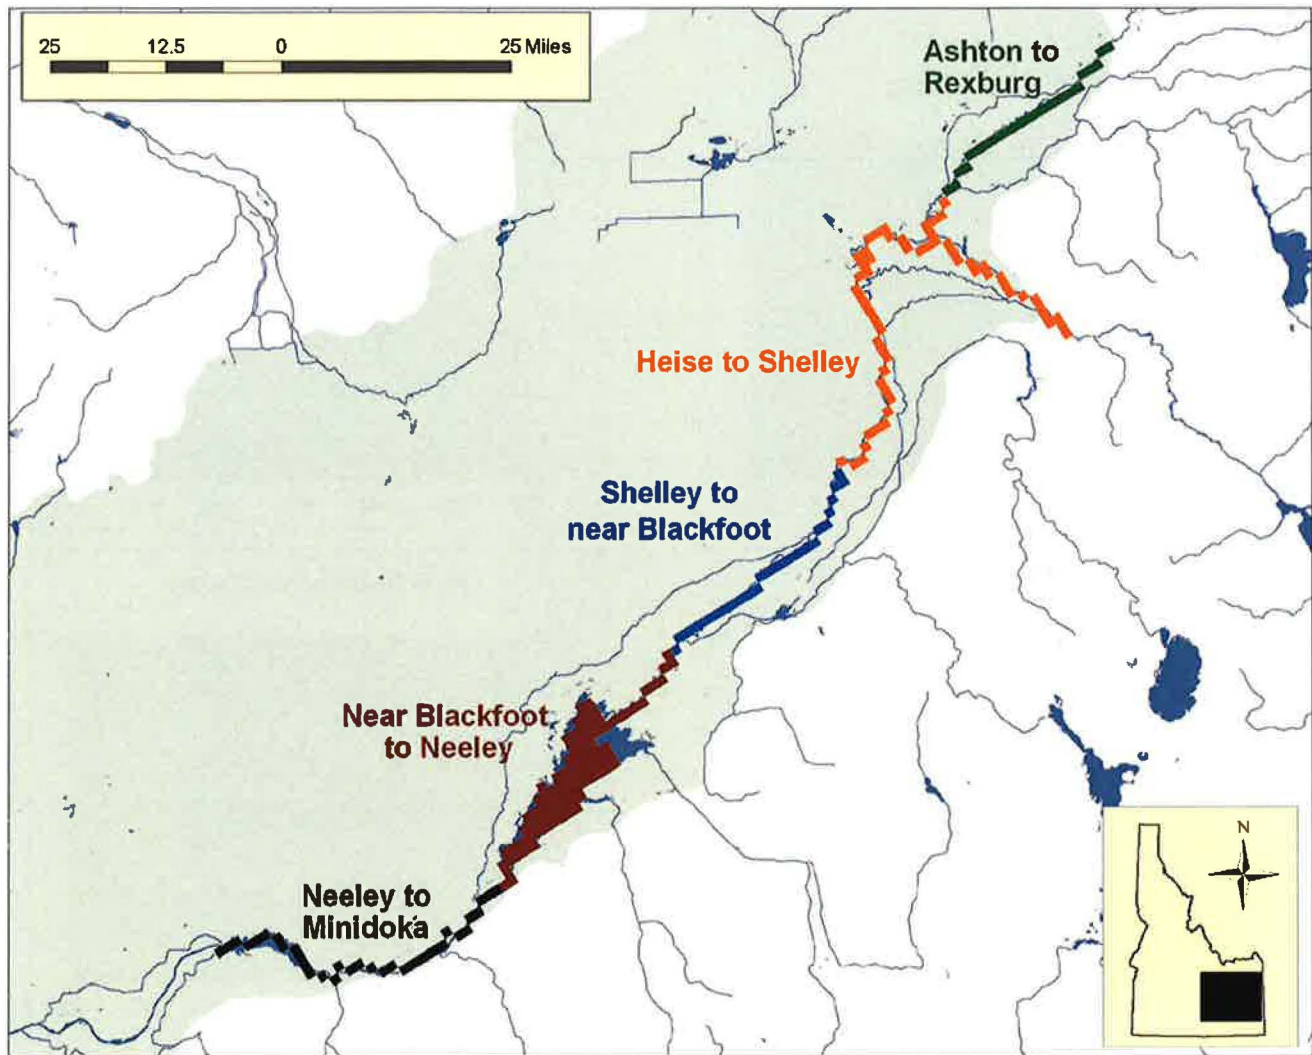 25 12.5 0 25 Miles
Ashton to
Rexburg
Heise to Shelley
Shelley to
near Blackfoot
Near Blackfoot
to Neeley
Neeley to
Minidoka
N